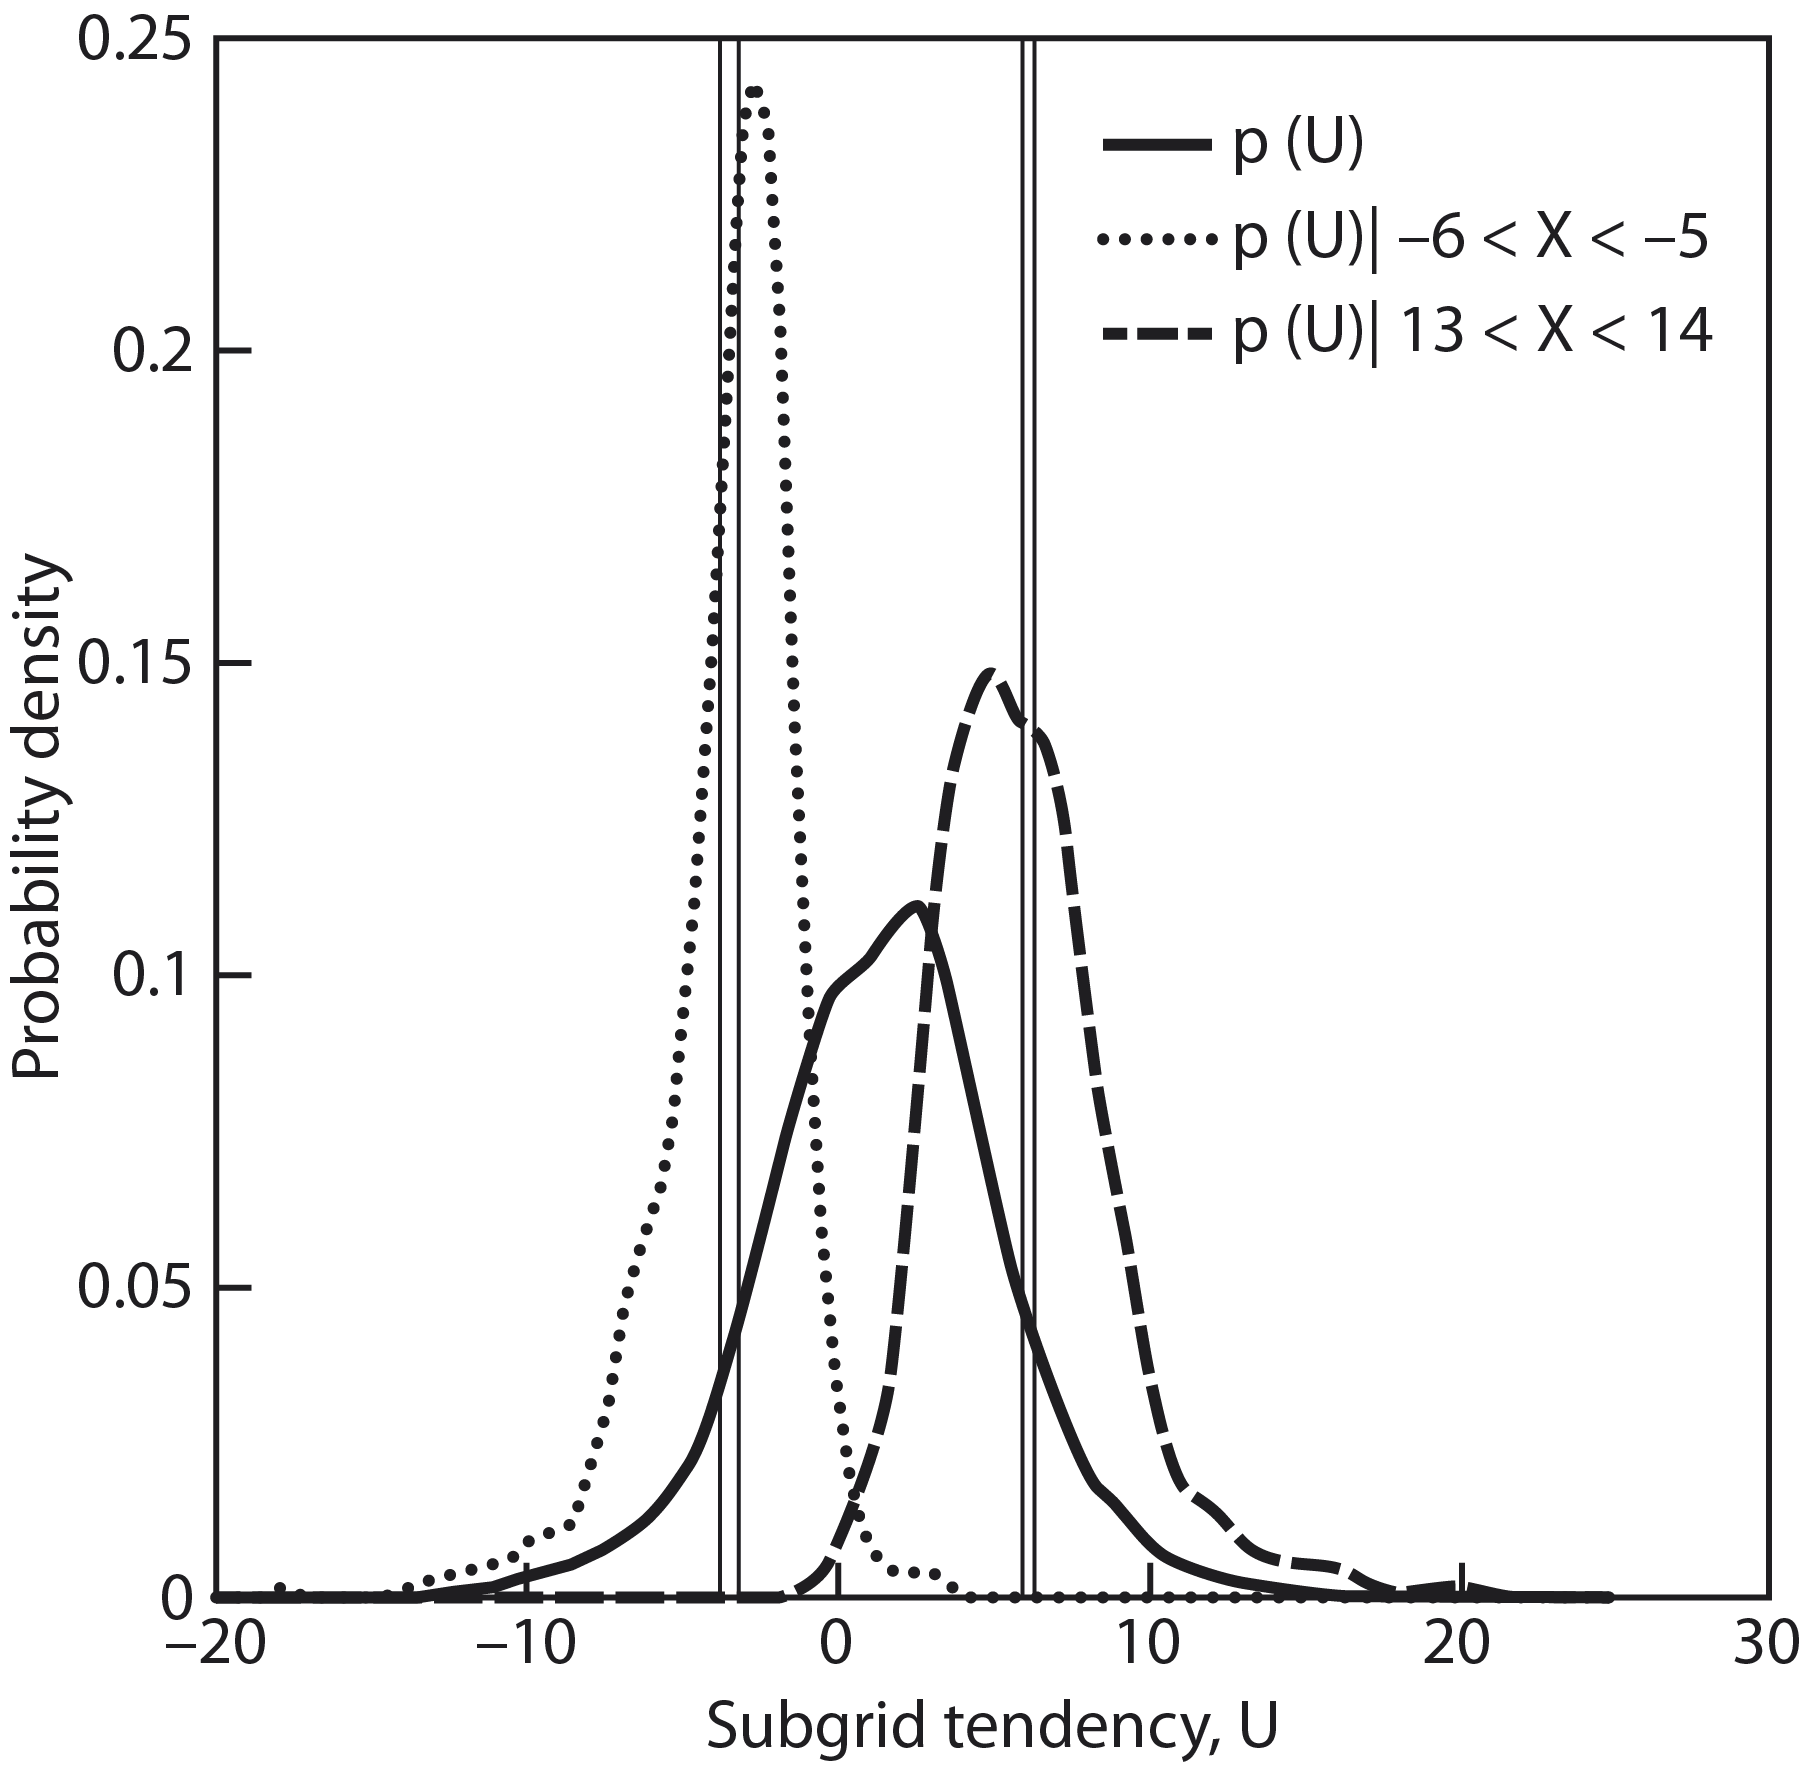 0.25
0.2
0.15
0.1
0.05
0
Probability density
p (U)
p (U)| –6 < X < –5
p (U)| 13 < X < 14
–20 –10 0 10 20 30
Subgrid tendency, U